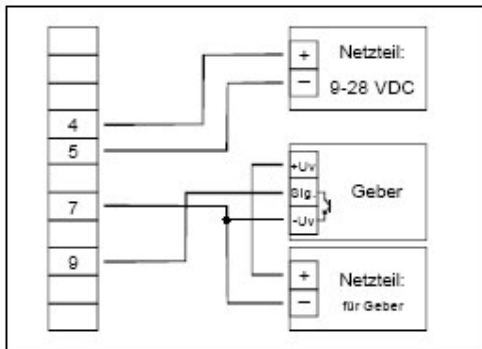 4
5
7
9
+
−
Netzteil:
9-28 VDC
+Uv
Sig.
-Uv
Geber
+
−
Netzteil:
für Geber